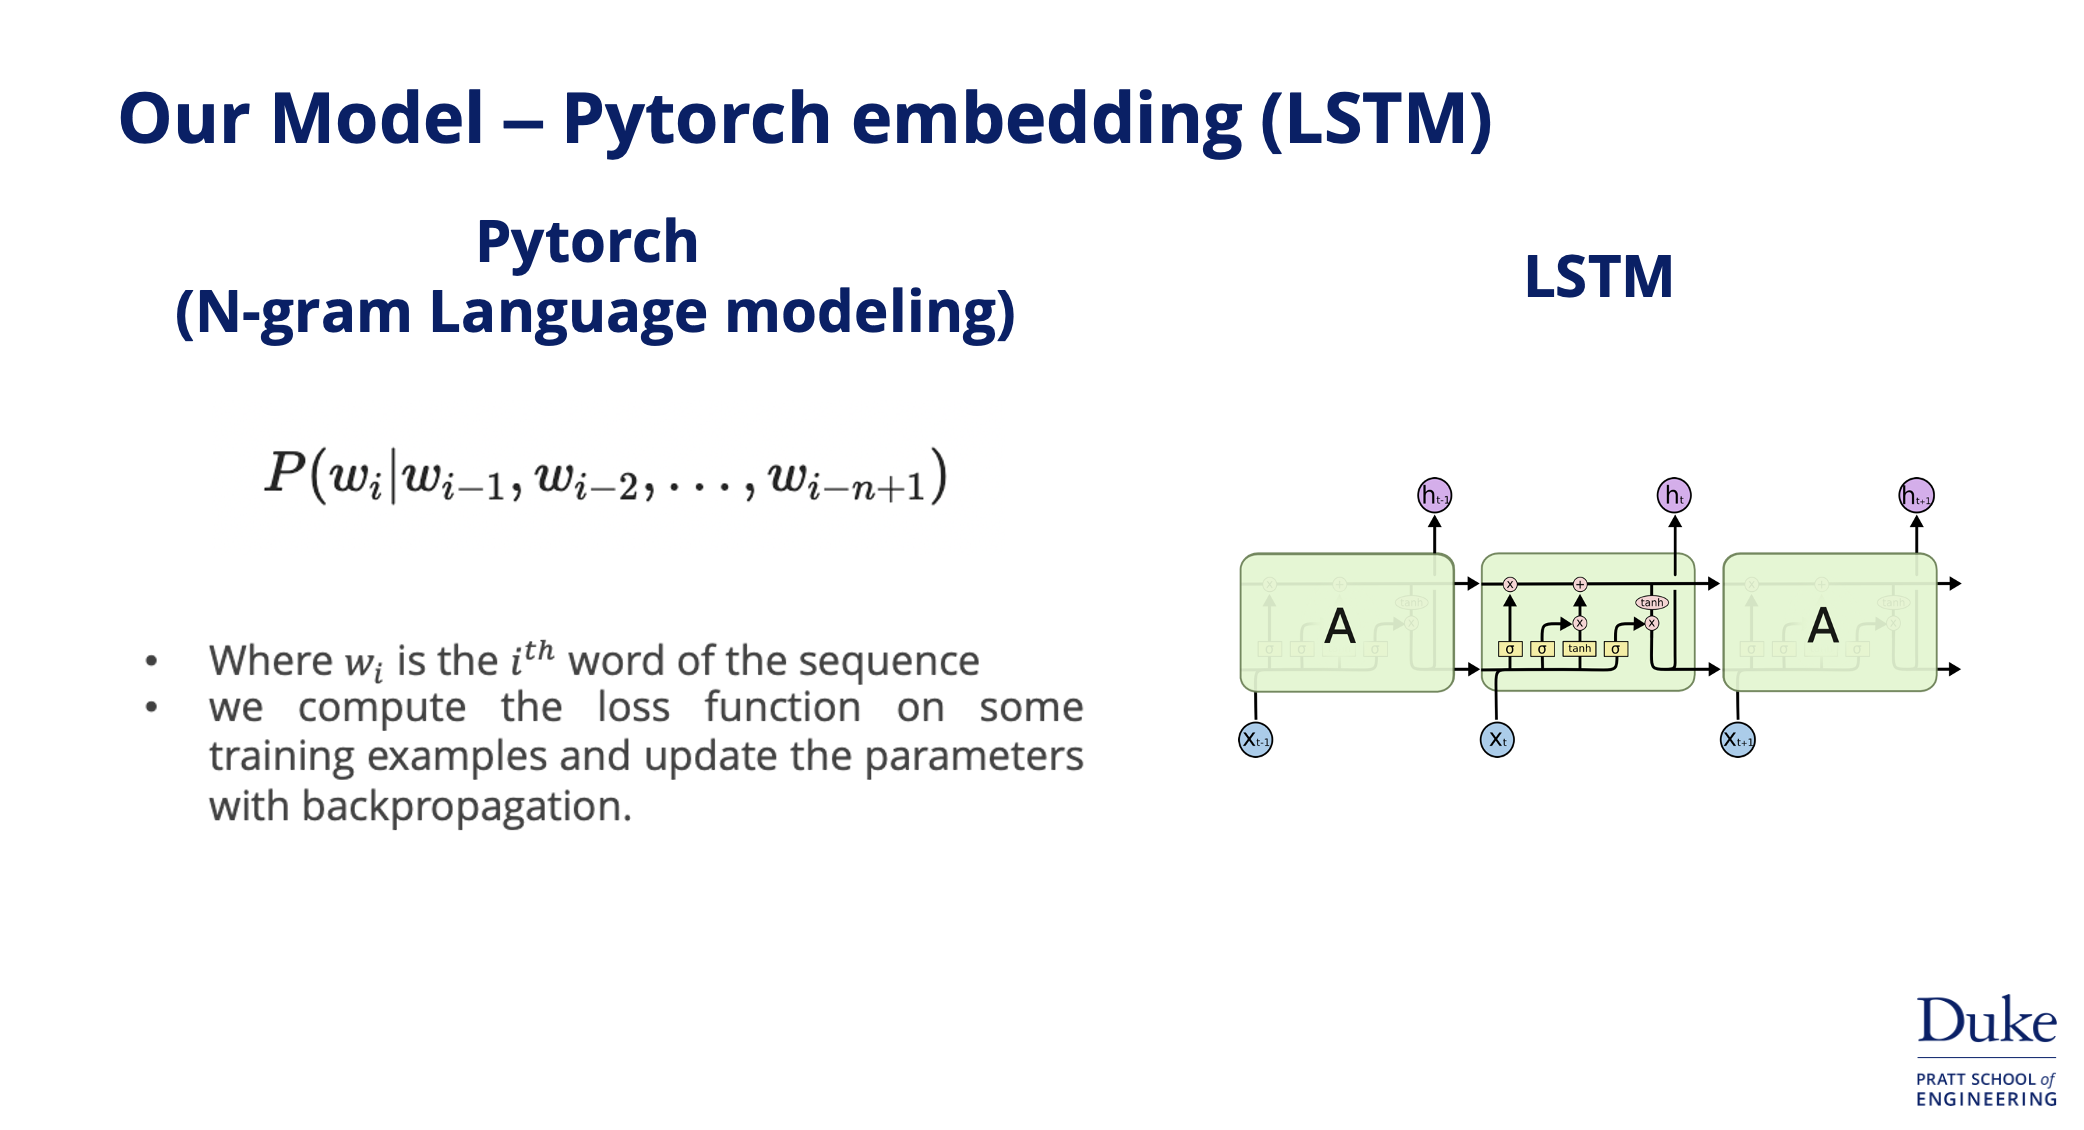 Our Model – Pytorch embedding (LSTM)
Pytorch
(N-gram Language modeling)
P(w_i|w_{i−1}, w_{i−2}, . . . , w_{i−n+1})
• Where w_i is the i^{th} word of the sequence
• we compute the loss function on some
training examples and update the parameters
with backpropagation.
LSTM
h_{t-1} h_t h_{t+1}
x + tanh x x
A A
σ σ tanh σ
X_{t-1} X_t X_{t+1}
Duke
PRATT SCHOOL of
ENGINEERING